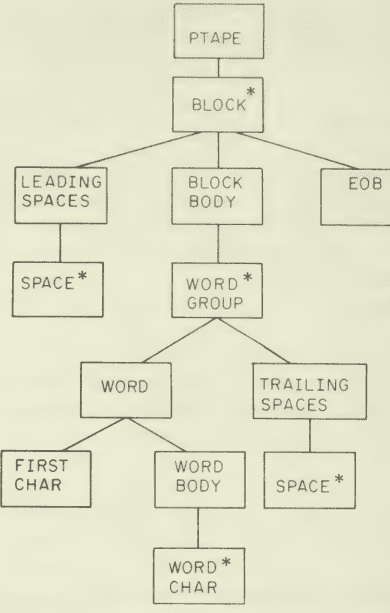 PTAPE
BLOCK*
LEADING
SPACES
BLOCK
BODY
EOB
SPACE*
WORD*
GROUP
WORD
TRAILING
SPACES
FIRST
CHAR
WORD
BODY
SPACE*
WORD*
CHAR